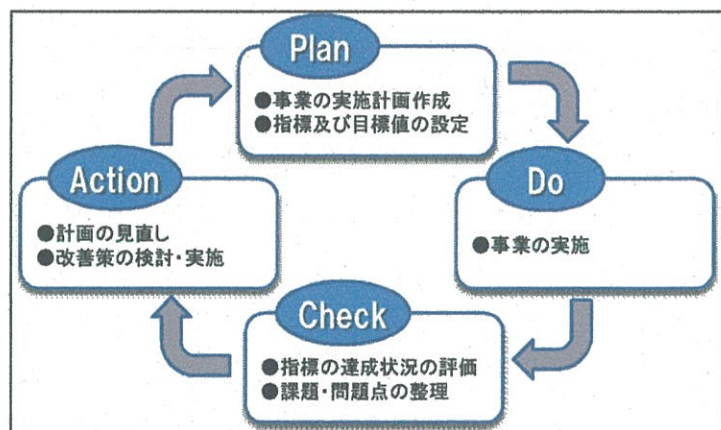 Plan
●事業の実施計画作成
●指標及び目標値の設定
Do
●事業の実施
Check
●指標の達成状況の評価
●課題・問題点の整理
Action
●計画の見直し
●改善策の検討・実施